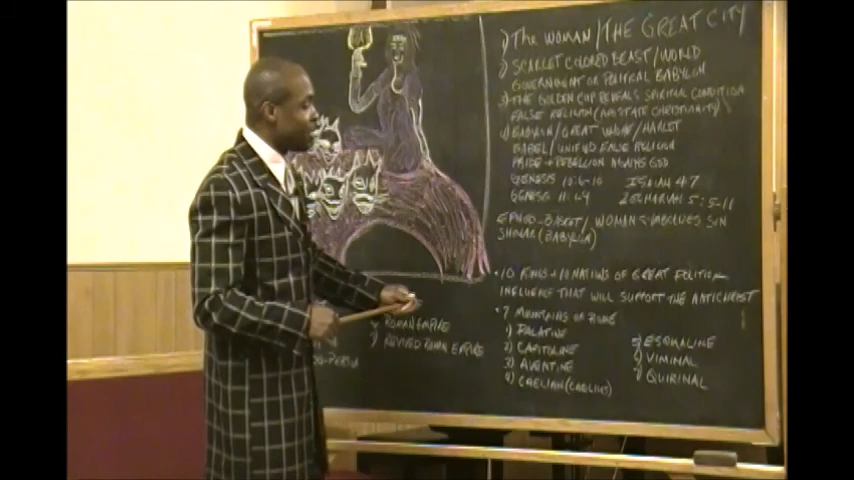 1) The WOMAN/THE GREAT CITY
2) SCARLET COLORED BEAST/WORLD
GOVERNMENT OR POLITICAL BABYLON
3) THE GOLDEN CUP REVEALS SPIRITUAL CONDITION
FALSE RELIGION (APOSTATE CHRISTIANITY)
4) BABYLON/GREAT WHORE/HARLET
BABEL/UNIFIED FALSE RELIGION
PRIDE + REBELLION AGAINST GOD
GENESIS 10:6-10 ISAIAH 47
GENESIS 11:1-9 ZECHARIAH 5:5-11
EPHOD-BASKET/WOMAN SYMBOLIZES SIN
SHINAR (BABYLON)
• 10 KINGS + 10 NATIONS OF GREAT POLITICAL
INFLUENCE THAT WILL SUPPORT THE ANTICHRIST
• 7 MOUNTAINS OF ROME
1) PALATINE
2) CAPITOLINE
3) AVENTINE
4) CAELIAN (CAELIUS)
5) ESQUALINE
6) VIMINAL
7) QUIRINAL
ROMAN EMPIRE
7) REVIVED ROMAN EMPIRE
PERSIA